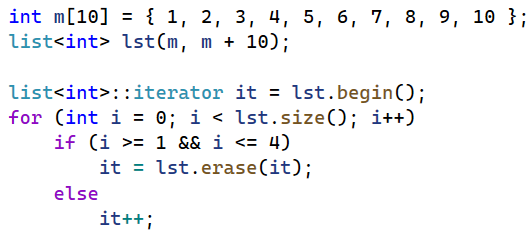 int m[10] = { 1, 2, 3, 4, 5, 6, 7, 8, 9, 10 };
list<int> lst(m, m + 10);

list<int>::iterator it = lst.begin();
for (int i = 0; i < lst.size(); i++)
    if (i >= 1 && i <= 4)
        it = lst.erase(it);
    else
        it++;